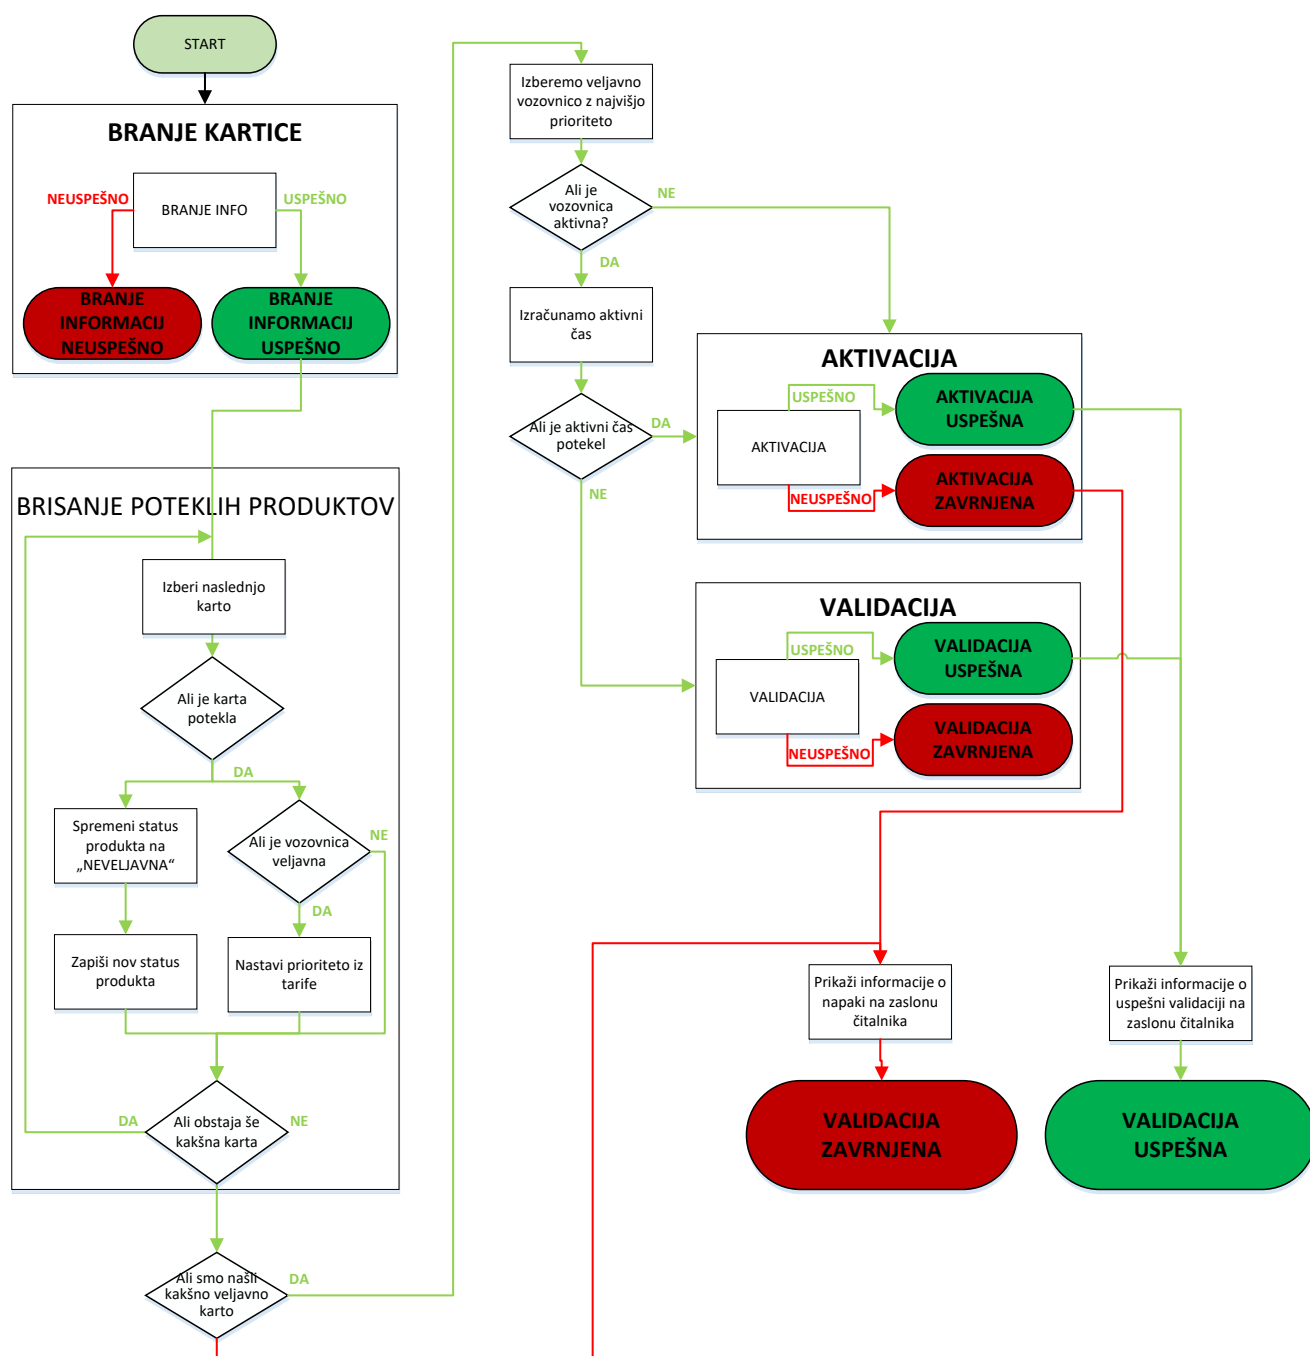 START
BRANJE KARTICE
NEUSPEŠNO
USPEŠNO
BRANJE INFO
BRANJE
INFORMACIJ
NEUSPEŠNO
BRANJE
INFORMACIJ
USPEŠNO
BRISANJE POTEKLIH PRODUKTOV
Izberi naslednjo
karto
Ali je karta
potekla
DA
Spremeni status
produkta na
„NEVELJAVNA“
Ali je vozovnica
veljavna
NE
DA
Zapiši nov status
produkta
Nastavi prioriteto iz
tarife
DA
Ali obstaja še
kakšna karta
NE
Ali smo našli
kakšno veljavno
karto
DA
Izberemo veljavno
vozovnico z najvišjo
prioriteto
Ali je
vozovnica
aktivna?
NE
DA
Izračunamo aktivni
čas
Ali je aktivni čas
potekel
DA
NE
AKTIVACIJA
USPEŠNO
AKTIVACIJA
NEUSPEŠNO
AKTIVACIJA
USPEŠNA
AKTIVACIJA
ZAVRNJENA
VALIDACIJA
USPEŠNO
VALIDACIJA
NEUSPEŠNO
VALIDACIJA
USPEŠNA
VALIDACIJA
ZAVRNJENA
Prikaži informacije o
napaki na zaslonu
čitalnika
Prikaži informacije o
uspešni validaciji na
zaslonu čitalnika
VALIDACIJA
ZAVRNJENA
VALIDACIJA
USPEŠNA